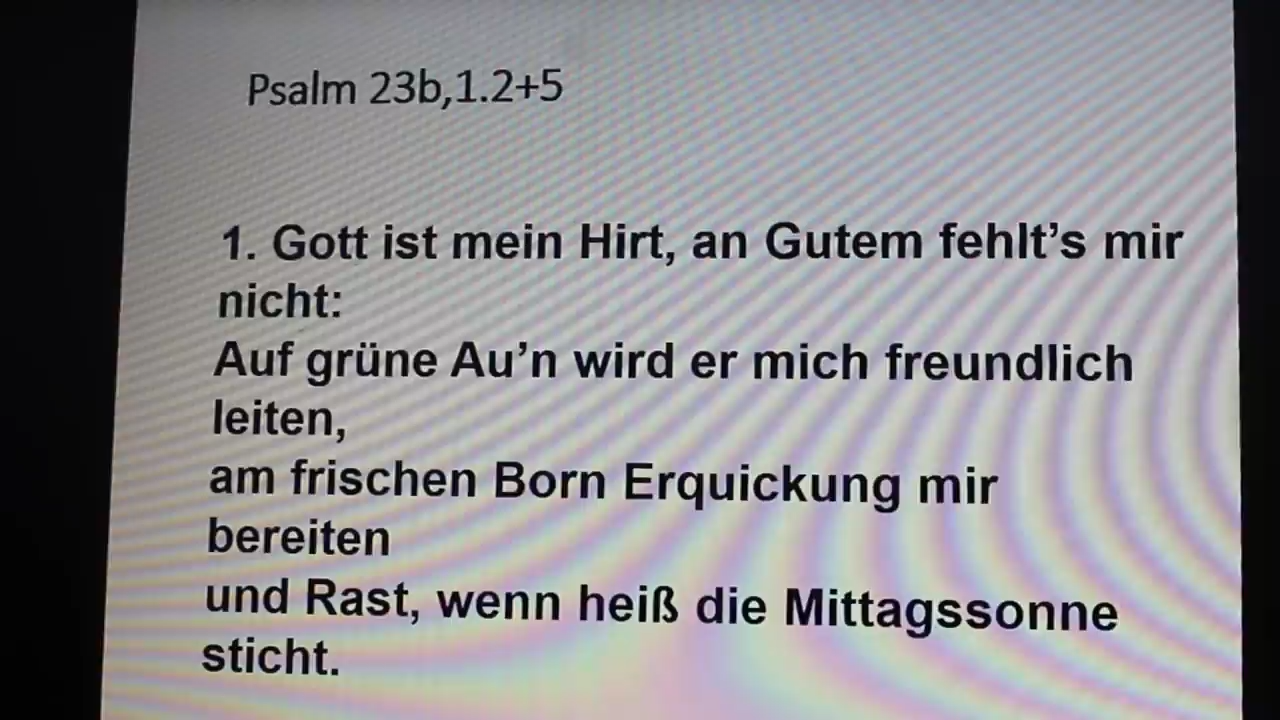 Psalm 23b,1.2+5
1. Gott ist mein Hirt, an Gutem fehlt’s mir
nicht:
Auf grüne Au’n wird er mich freundlich
leiten,
am frischen Born Erquickung mir
bereiten
und Rast, wenn heiß die Mittagssonne
sticht.